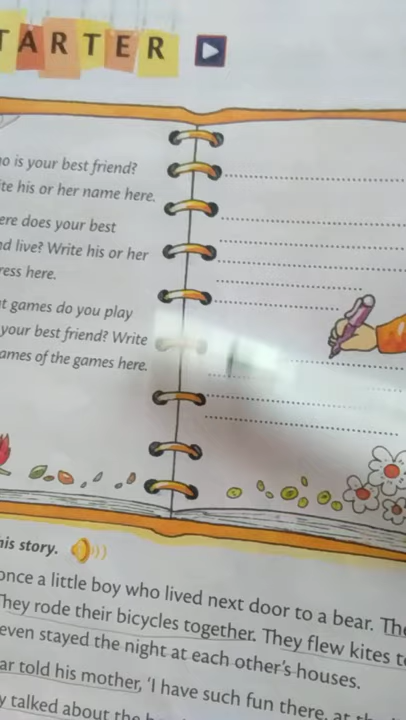 TARTER
o is your best friend?
te his or her name here.
ere does your best
nd live? Write his or her
ress here.
t games do you play
your best friend? Write
ames of the games here.
his story.
once a little boy who lived next door to a bear. The
They rode their bicycles together. They flew kites t
even stayed the night at each other's houses.
ar told his mother, 'I have such fun there, at th
y talked about the